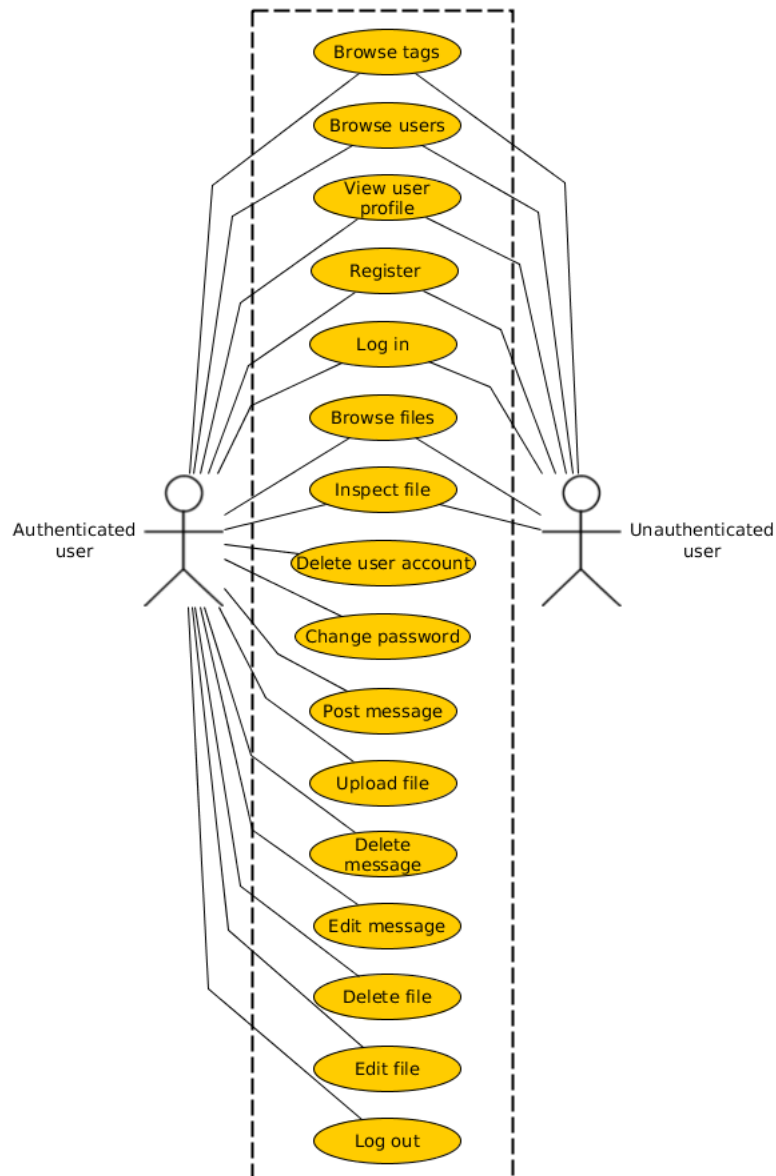 Browse tags
Browse users
View user
profile
Register
Log in
Browse files
Inspect file
Authenticated
user
Unauthenticated
user
Delete user account
Change password
Post message
Upload file
Delete
message
Edit message
Delete file
Edit file
Log out